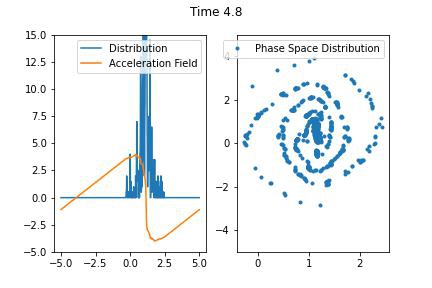 Time 4.8
Distribution
Acceleration Field
15.0
12.5
10.0
7.5
5.0
2.5
0.0
−2.5
−5.0
−5.0 −2.5 0.0 2.5 5.0
Phase Space Distribution
4
2
0
−2
−4
0 1 2